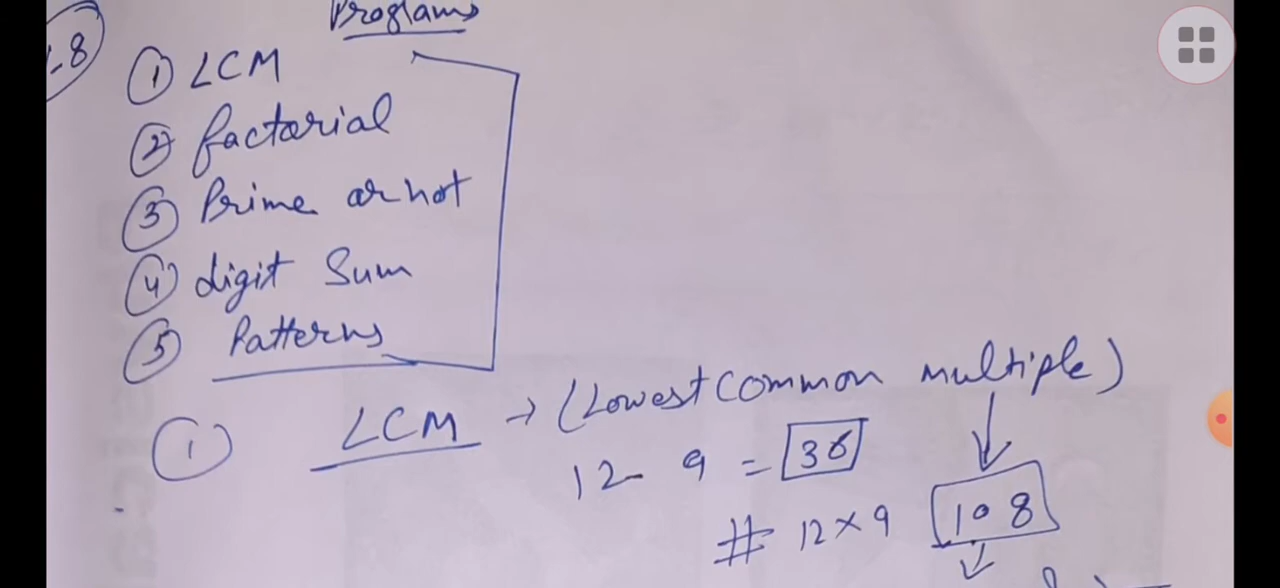 Programs
-8
① LCM
② factorial
③ Prime or not
④ digit Sum
⑤ Patterns
① LCM → (Lowest Common multiple)
12- 9 = 36
# 12×9 108